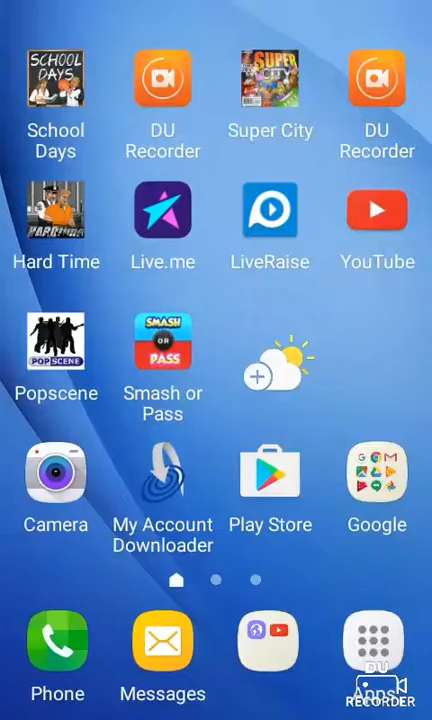 SCHOOL
DAYS
SUPER
CITY
School
Days
DU
Recorder
Super City
DU
Recorder
Hard Time
Live.me
LiveRaise
YouTube
POPSCENE
SMASH
OR
PASS
Popscene
Smash or
Pass
Camera
My Account
Downloader
Play Store
Google
Phone
Messages
Apps
DU
RECORDER